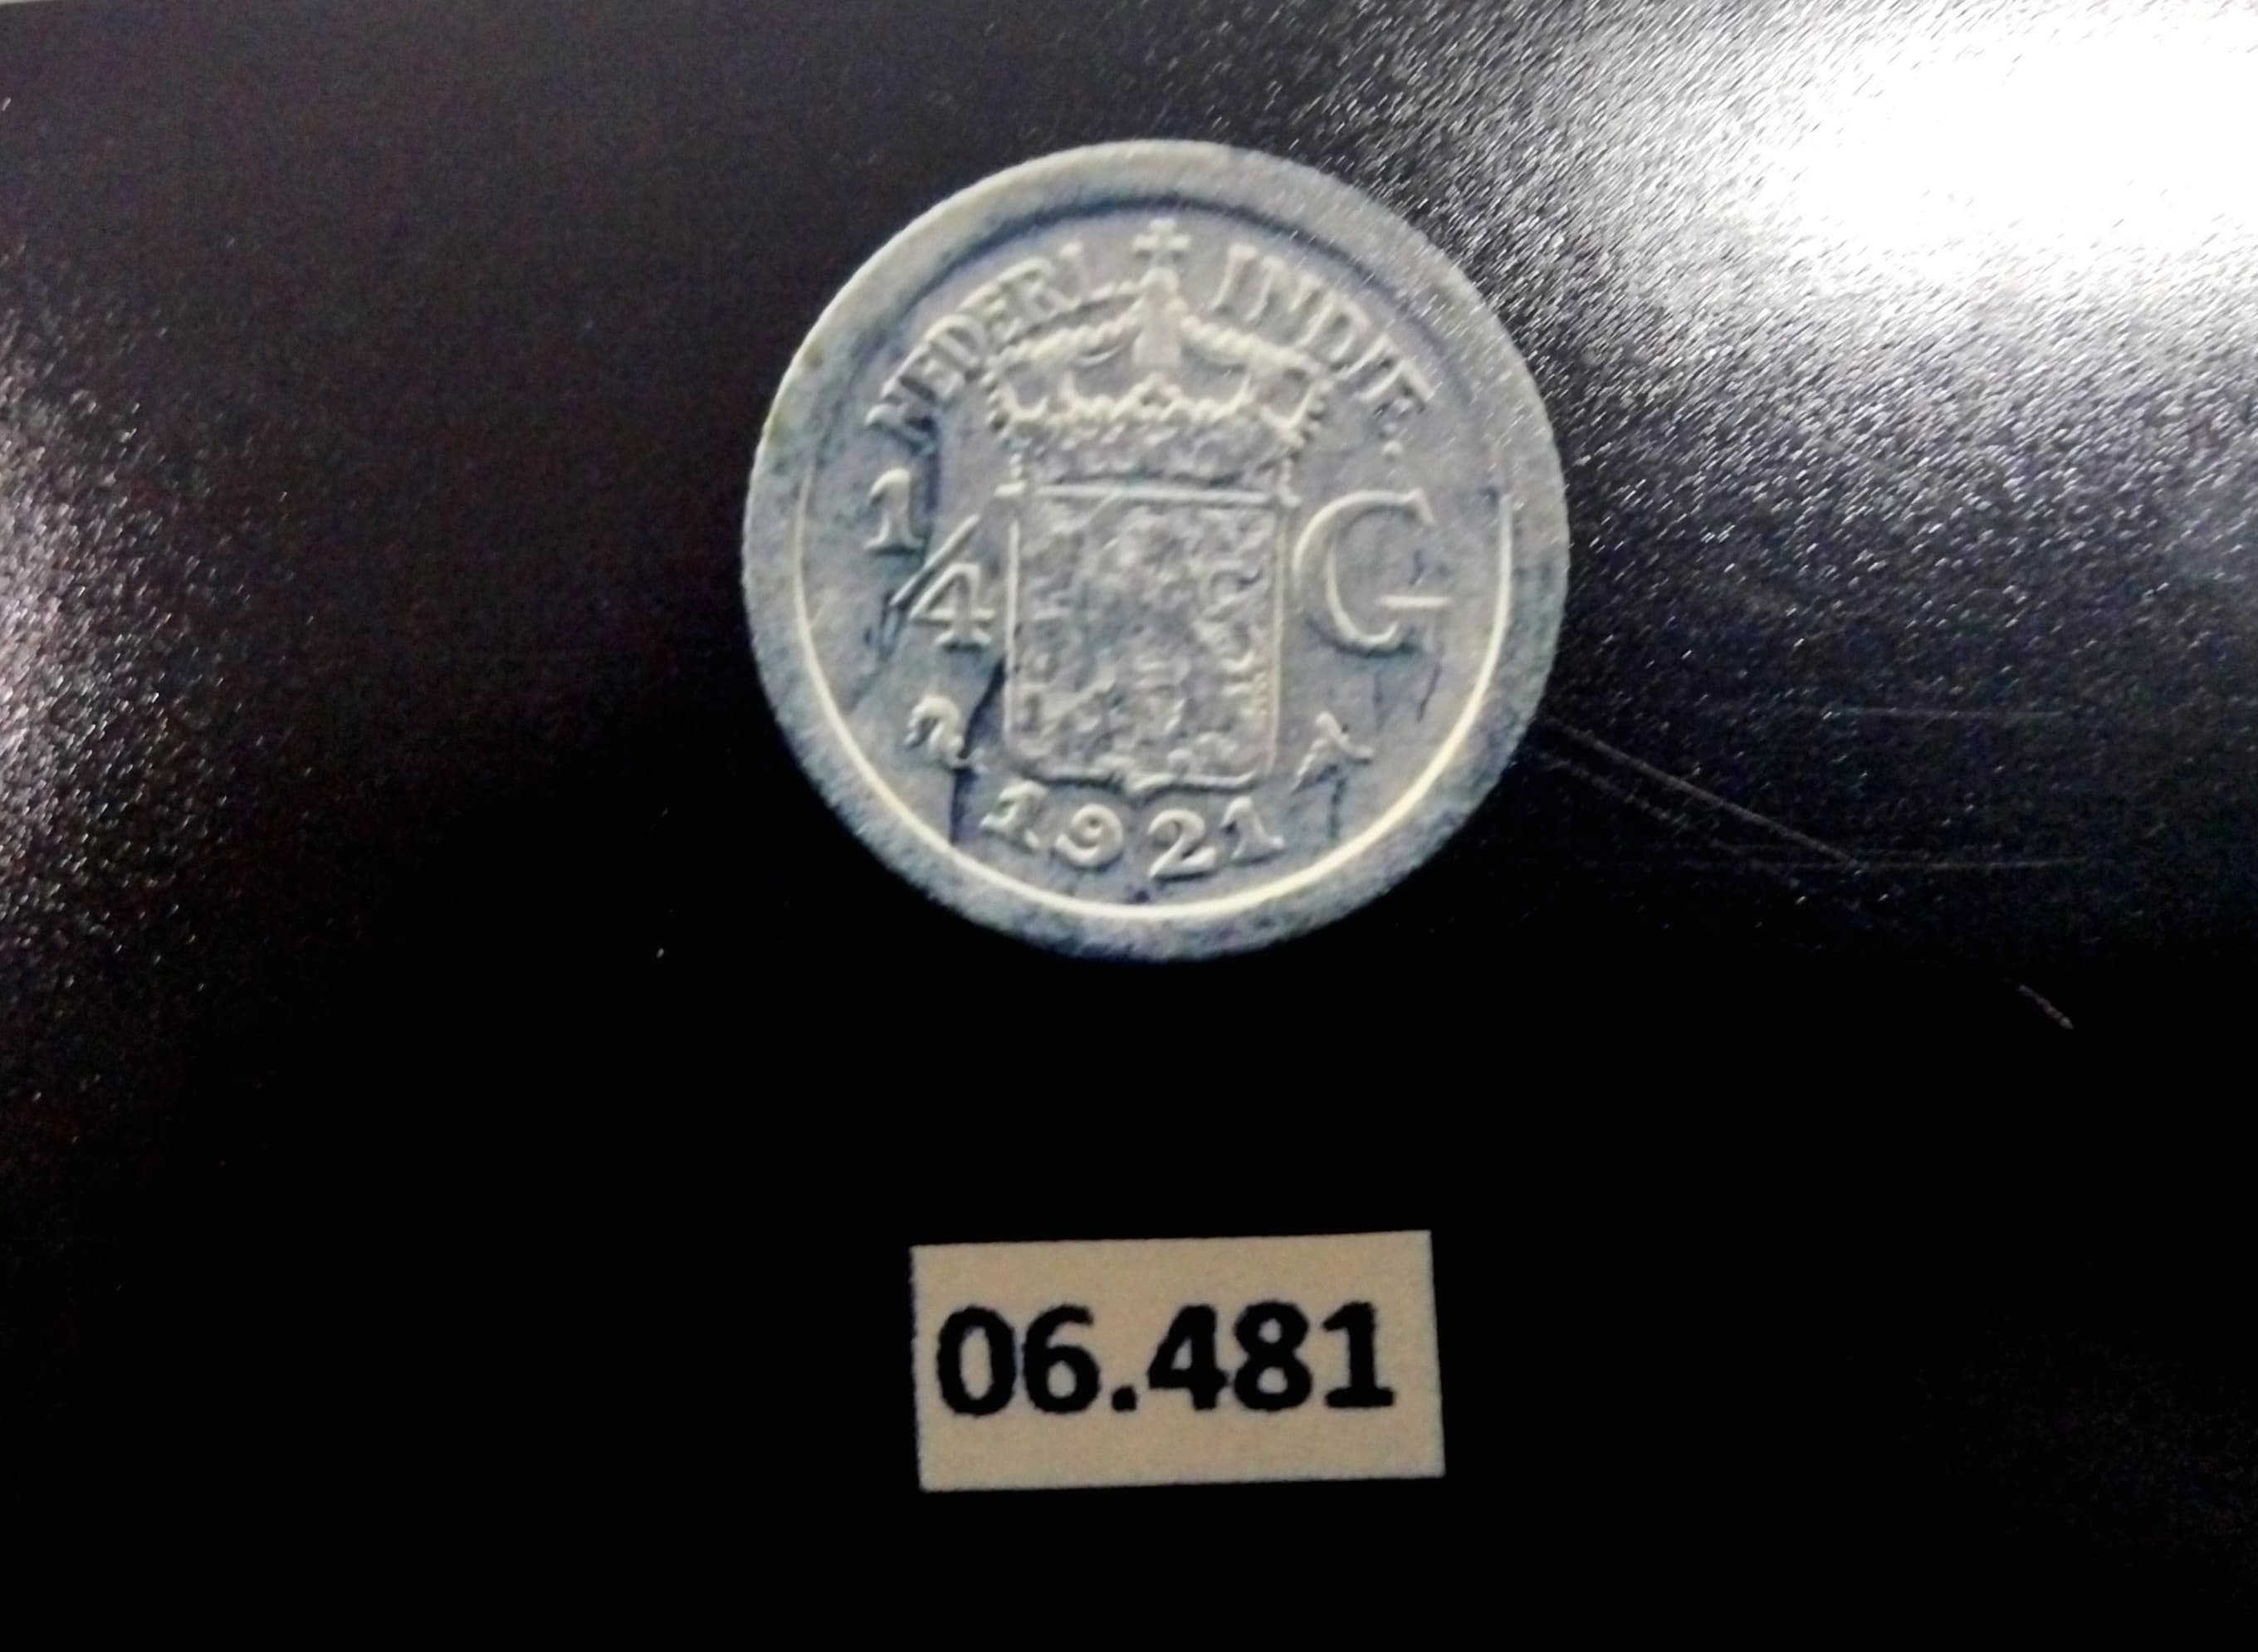 NEDERL INDIE
1/4 G
1921
06.481